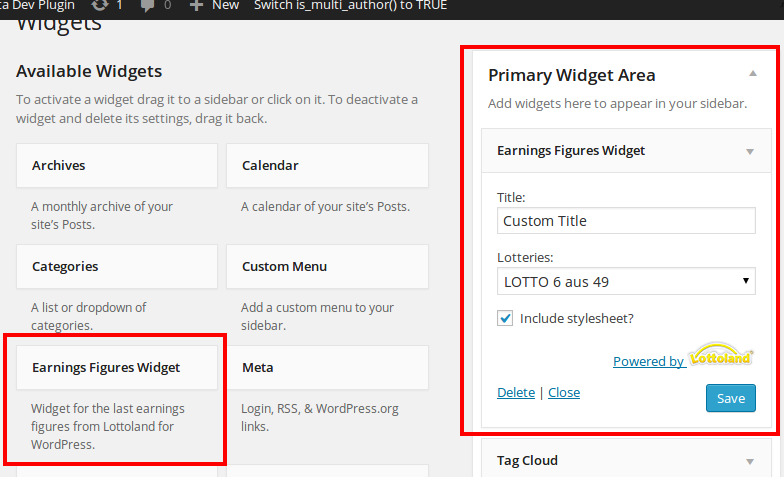 ta Dev Plugin 1 0 New Switch is_multi_author() to TRUE
Widgets
Available Widgets
To activate a widget drag it to a sidebar or click on it. To deactivate a
widget and delete its settings, drag it back.
Archives
Calendar
A monthly archive of your
site's Posts.
A calendar of your site's Posts.
Categories
Custom Menu
A list or dropdown of
categories.
Add a custom menu to your
sidebar.
Earnings Figures Widget
Meta
Widget for the last earnings
figures from Lottoland for
WordPress.
Login, RSS, & WordPress.org
links.
Primary Widget Area
Add widgets here to appear in your sidebar.
Earnings Figures Widget
Title:
Custom Title
Lotteries:
LOTTO 6 aus 49
Include stylesheet?
Powered by Lottoland
Delete | Close
Save
Tag Cloud